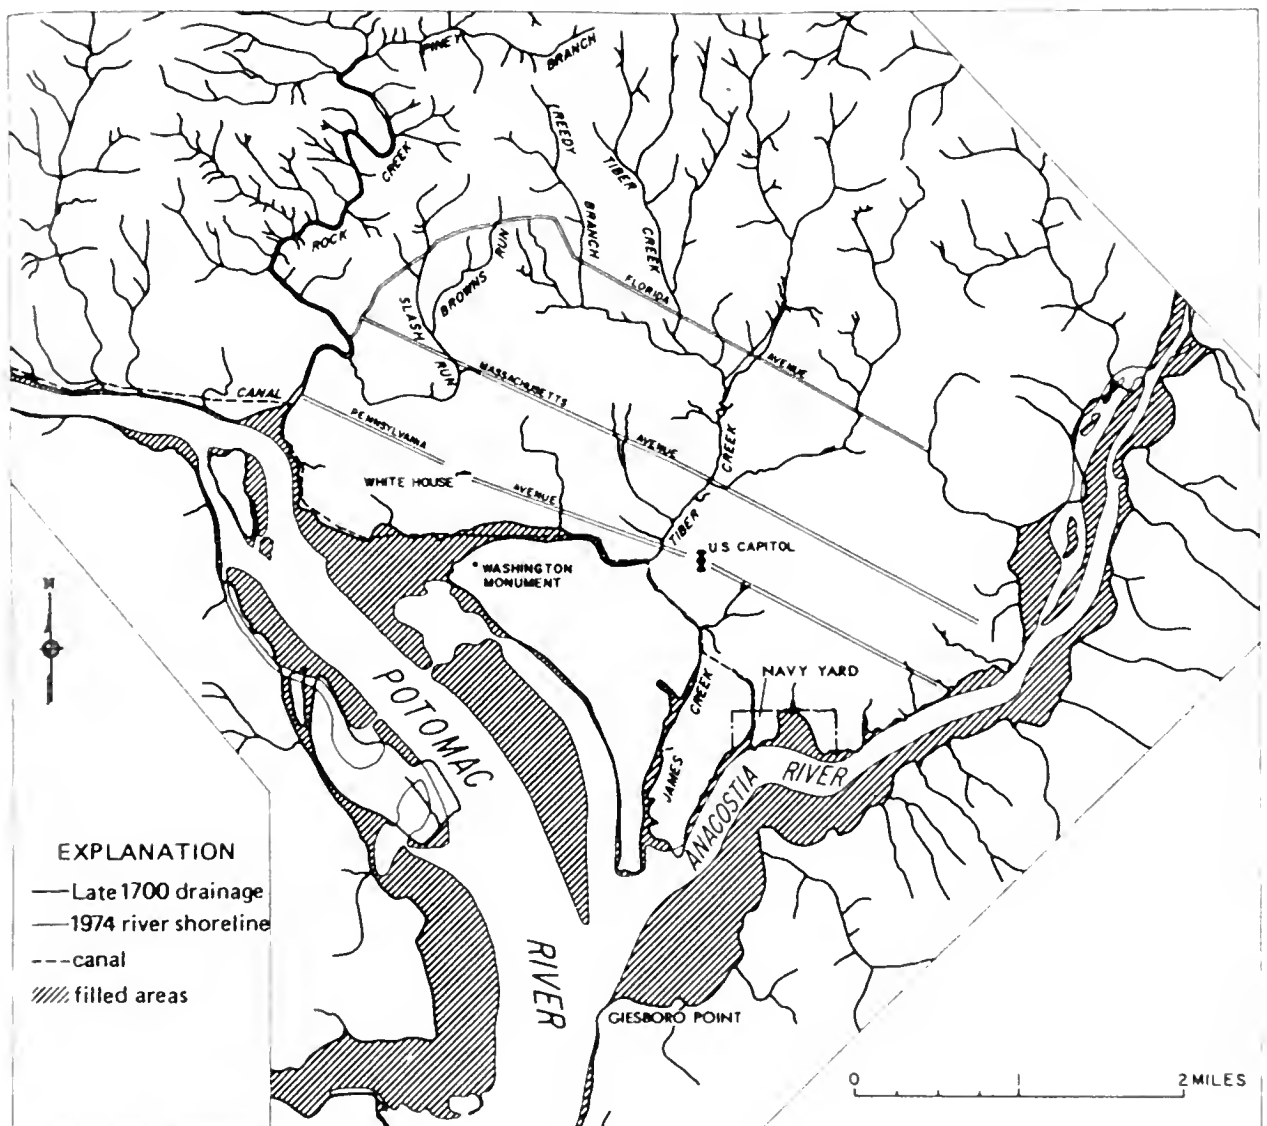 PINEY
BRANCH
REEDY
BRANCH
TIBER
CREEK
ROCK
CREEK
SLASH
RUN
BROWNS
RUN
FLORIDA
AVENUE
MASSACHUSETTS
AVENUE
CANAL
PENNSYLVANIA
AVENUE
WHITE HOUSE
TIBER
CREEK
U.S CAPITOL
WASHINGTON
MONUMENT
N
NAVY YARD
JAMES'
CREEK
POTOMAC
RIVER
ANACOSTIA
RIVER
GIESBORO POINT
EXPLANATION
Late 1700 drainage
1974 river shoreline
canal
filled areas
0
2 MILES